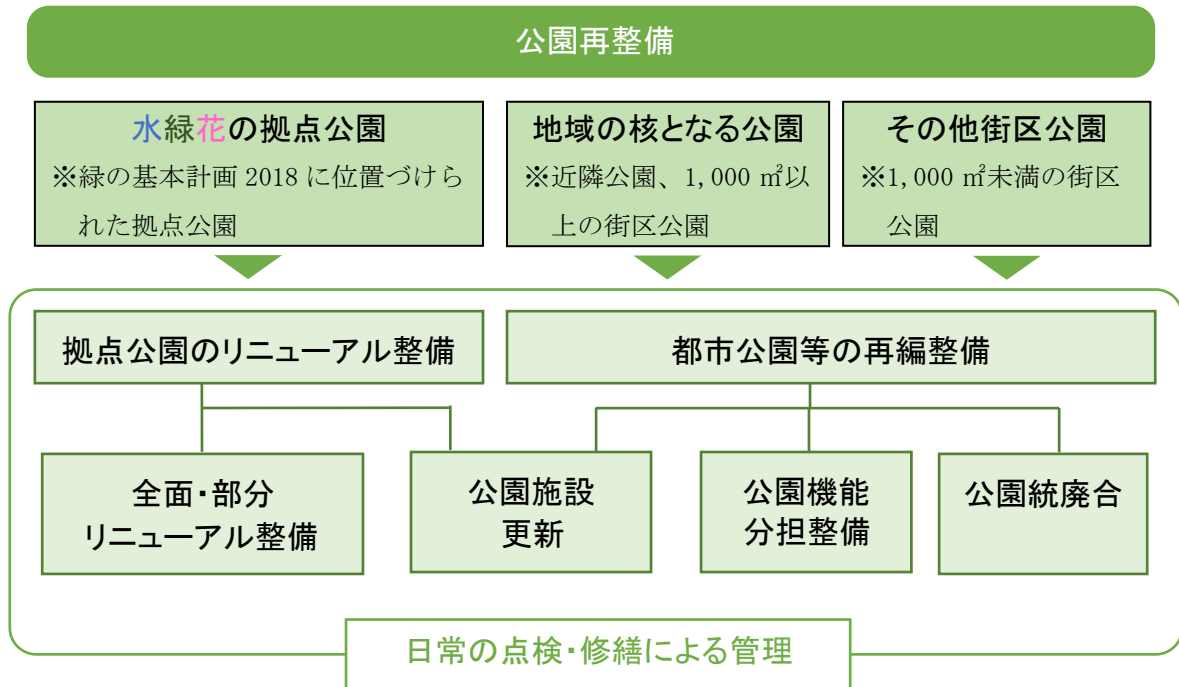 公園再整備
水緑花の拠点公園
※緑の基本計画 2018 に位置づけら
れた拠点公園
地域の核となる公園
※近隣公園、1,000 ㎡以
上の街区公園
その他街区公園
※1,000 ㎡未満の街区
公園
拠点公園のリニューアル整備
都市公園等の再編整備
全面・部分
リニューアル整備
公園施設
更新
公園機能
分担整備
公園統廃合
日常の点検・修繕による管理